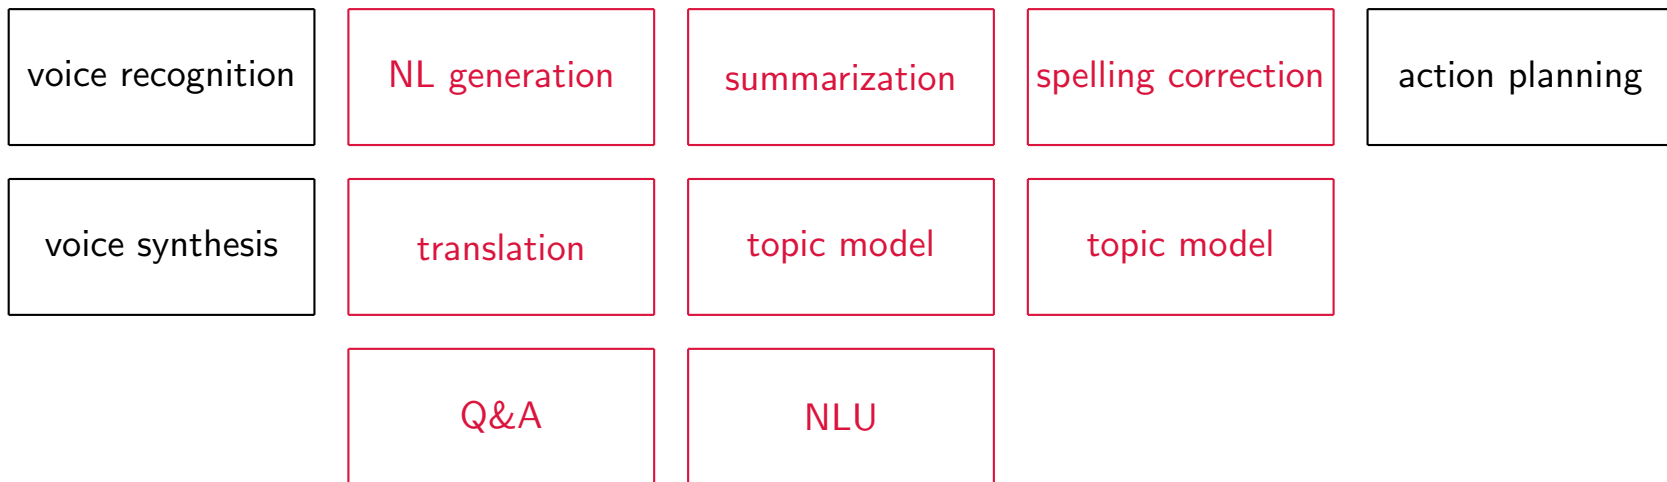 voice recognition
NL generation
summarization
spelling correction
action planning
voice synthesis
translation
topic model
topic model
Q&A
NLU